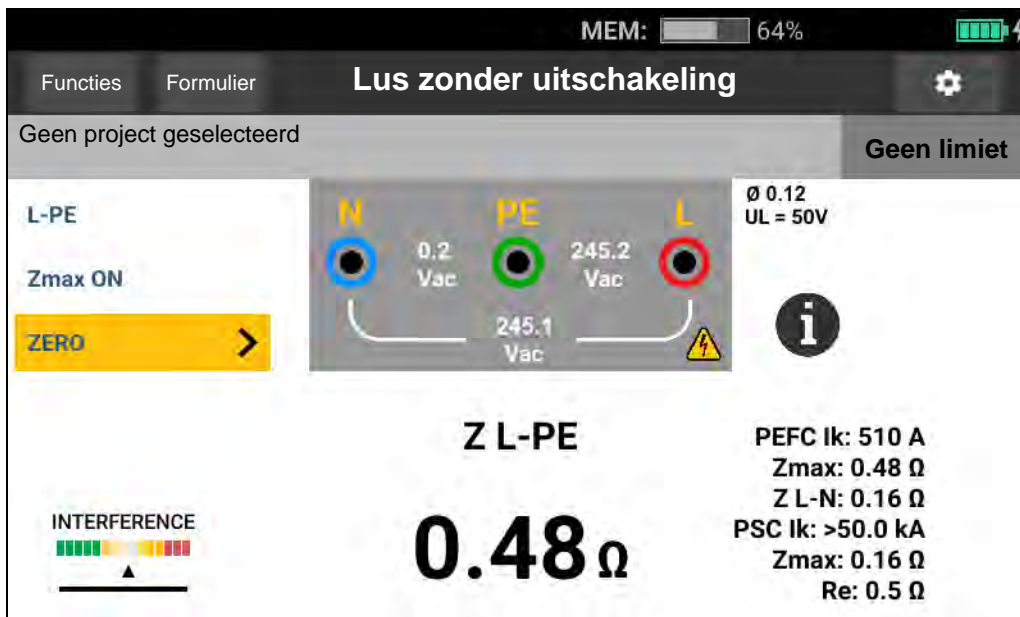 MEM: 64%
Functies Formulier Lus zonder uitschakeling
Geen project geselecteerd
Geen limiet
L-PE
Zmax ON
ZERO
N PE L
0.2 Vac
245.2 Vac
245.1 Vac
Ø 0.12
UL = 50V
i
Z L-PE
0.48 Ω
INTERFERENCE
PEFC Ik: 510 A
Zmax: 0.48 Ω
Z L-N: 0.16 Ω
PSC Ik: >50.0 kA
Zmax: 0.16 Ω
Re: 0.5 Ω